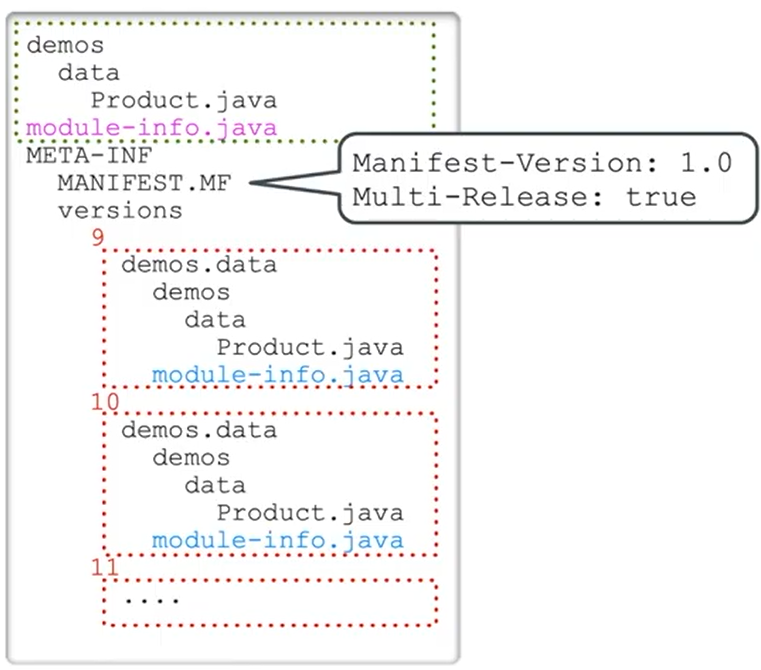 demos
data
Product.java
module-info.java
META-INF
MANIFEST.MF
Manifest-Version: 1.0
Multi-Release: true
versions
9
demos.data
demos
data
Product.java
module-info.java
10
demos.data
demos
data
Product.java
module-info.java
11
....